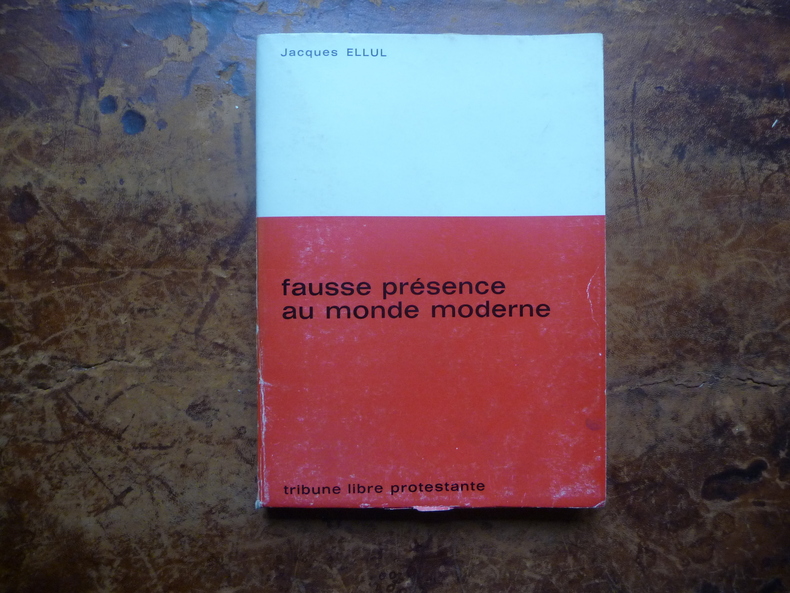 Jacques ELLUL
fausse présence
au monde moderne
tribune libre protestante